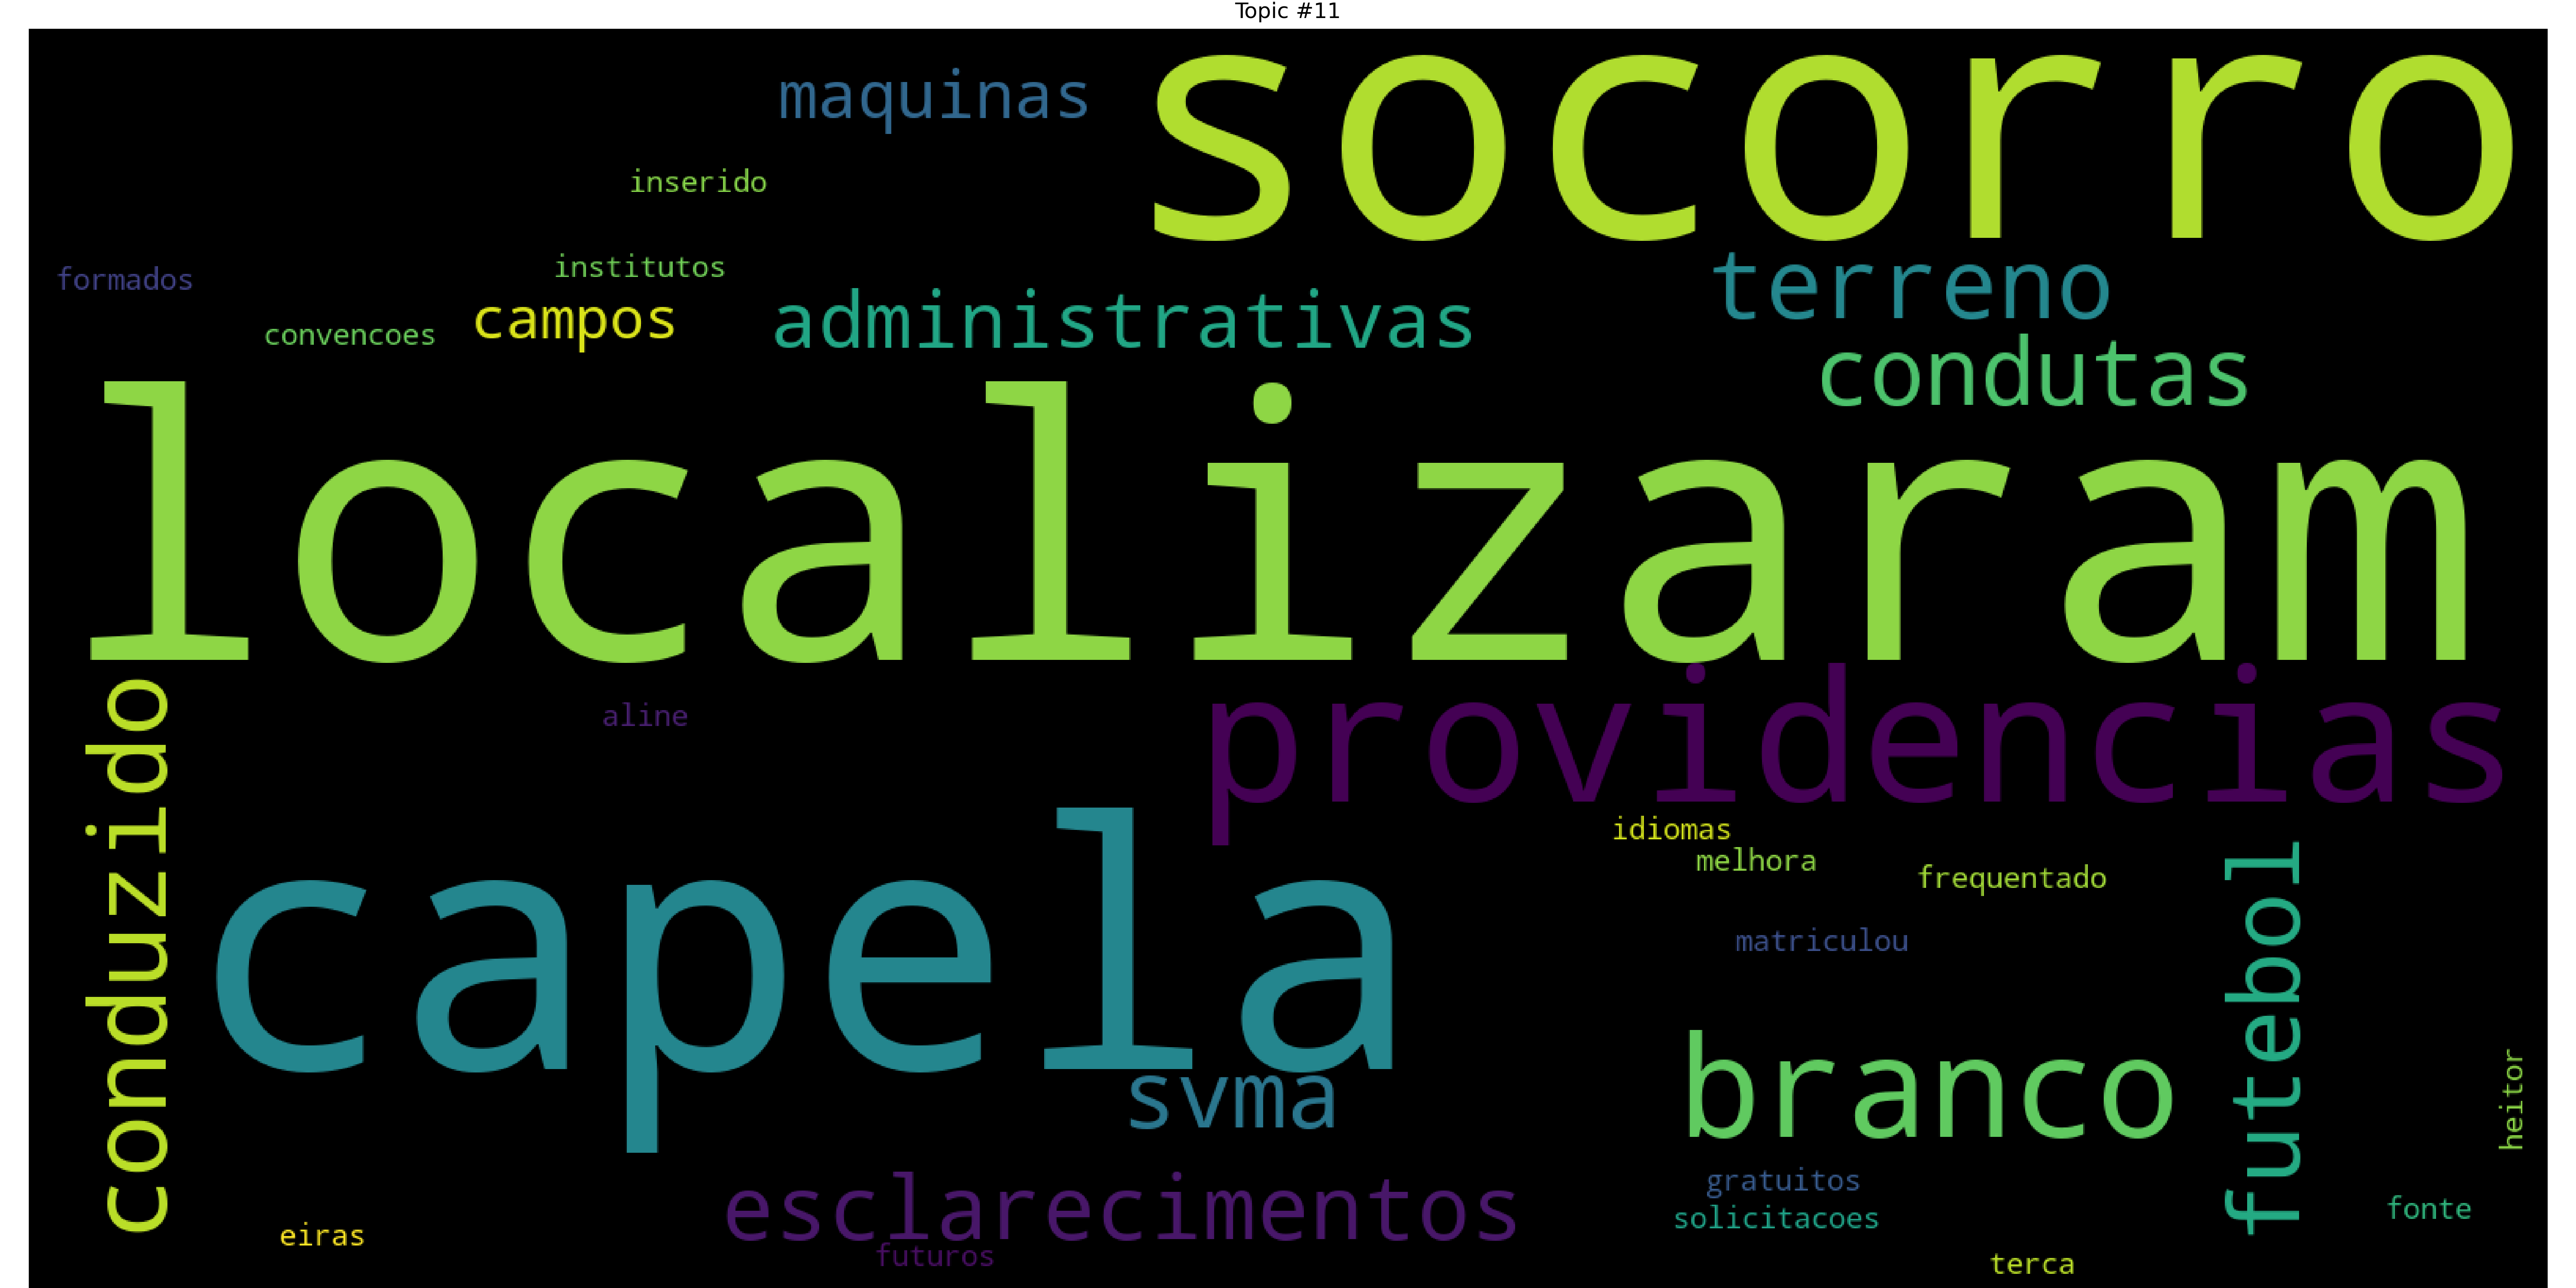 Topic #11
socorro
maquinas
inserido
institutos
formados
terreno
campos
administrativas
convencoes
condutas
localizaram
conduzido
aline
providencias
idiomas
melhora
frequentado
capela
matriculou
futebol
branco
svma
heitor
gratuitos
esclarecimentos
solicitacoes
fonte
eiras
futuros
terca